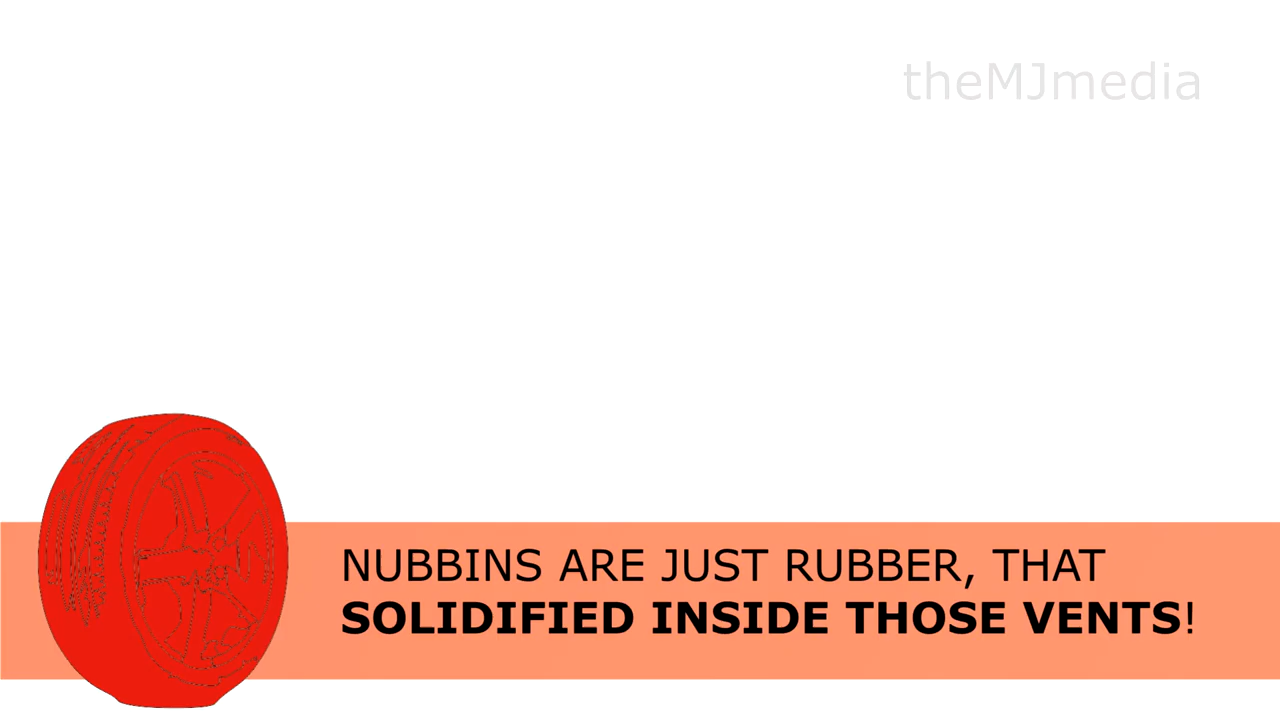 theMJmedia
NUBBINS ARE JUST RUBBER, THAT
SOLIDIFIED INSIDE THOSE VENTS!